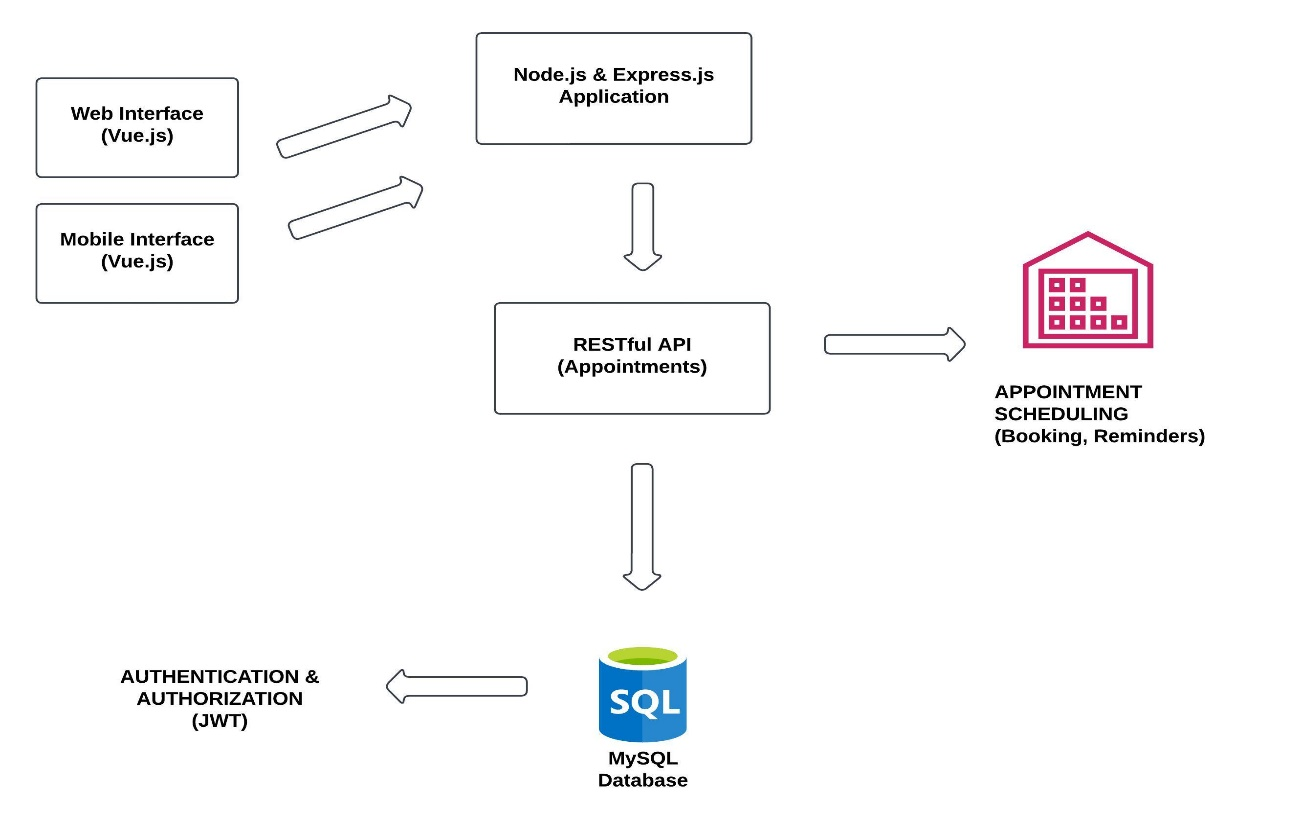 Node.js & Express.js
Application
Web Interface
(Vue.js)
Mobile Interface
(Vue.js)
RESTful API
(Appointments)
APPOINTMENT
SCHEDULING
(Booking, Reminders)
AUTHENTICATION &
AUTHORIZATION
(JWT)
SQL
MySQL
Database